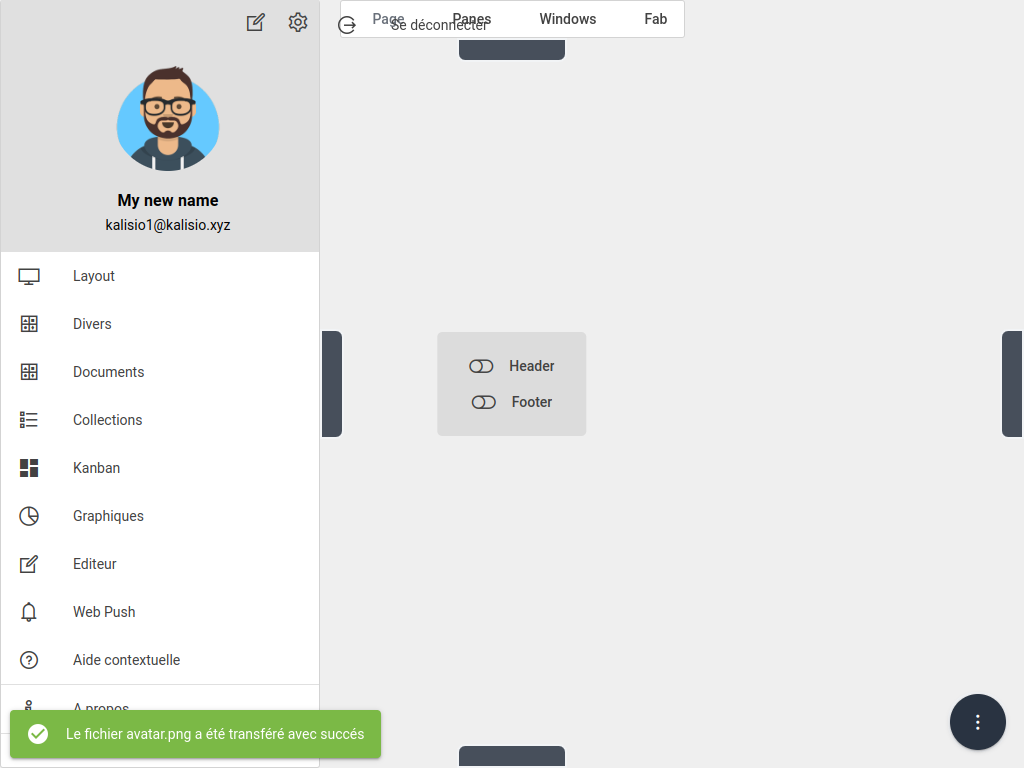 Page
Panes
Windows
Fab
Se déconnecter
My new name
kalisio1@kalisio.xyz
Layout
Divers
Documents
Collections
Kanban
Graphiques
Editeur
Web Push
Aide contextuelle
A propos
Le fichier avatar.png a été transféré avec succés
Header
Footer